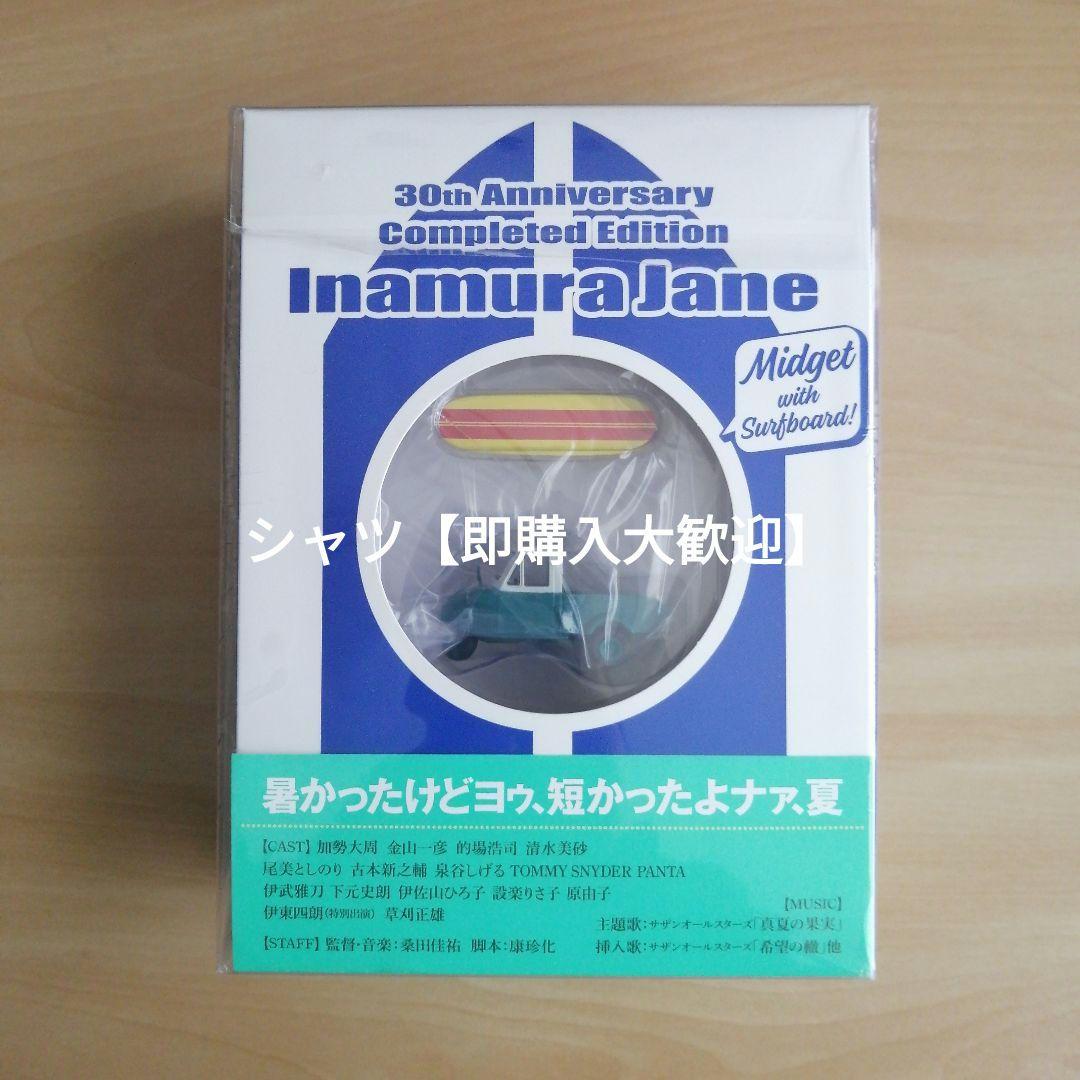 30th Anniversary
Completed Edition
Inamura Jane
Midget
with
Surfboard!
シャツ【即購入大歓迎】
暑かったけどヨゥ、短かったよナァ、夏
【CAST】 加勢大周 金山一彦 的場浩司 清水美砂
尾美としのり 古本新之輔 泉谷しげる TOMMY SNYDER PANTA
伊武雅刀 下元史朗 伊佐山ひろ子 設楽りさ子 原由子
伊東四朗(特別出演) 草刈正雄
【STAFF】 監督・音楽:桑田佳祐 脚本:康珍化
【MUSIC】
主題歌:サザンオールスターズ「真夏の果実」
挿入歌:サザンオールスターズ「希望の轍」他